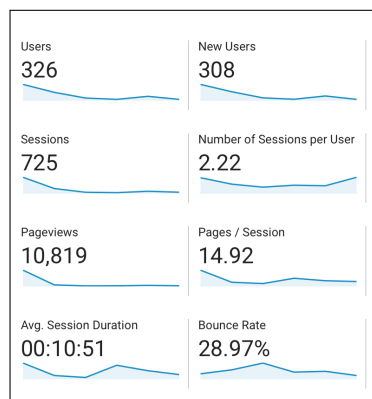 Users
326
New Users
308
Sessions
725
Number of Sessions per User
2.22
Pageviews
10,819
Pages / Session
14.92
Avg. Session Duration
00:10:51
Bounce Rate
28.97%